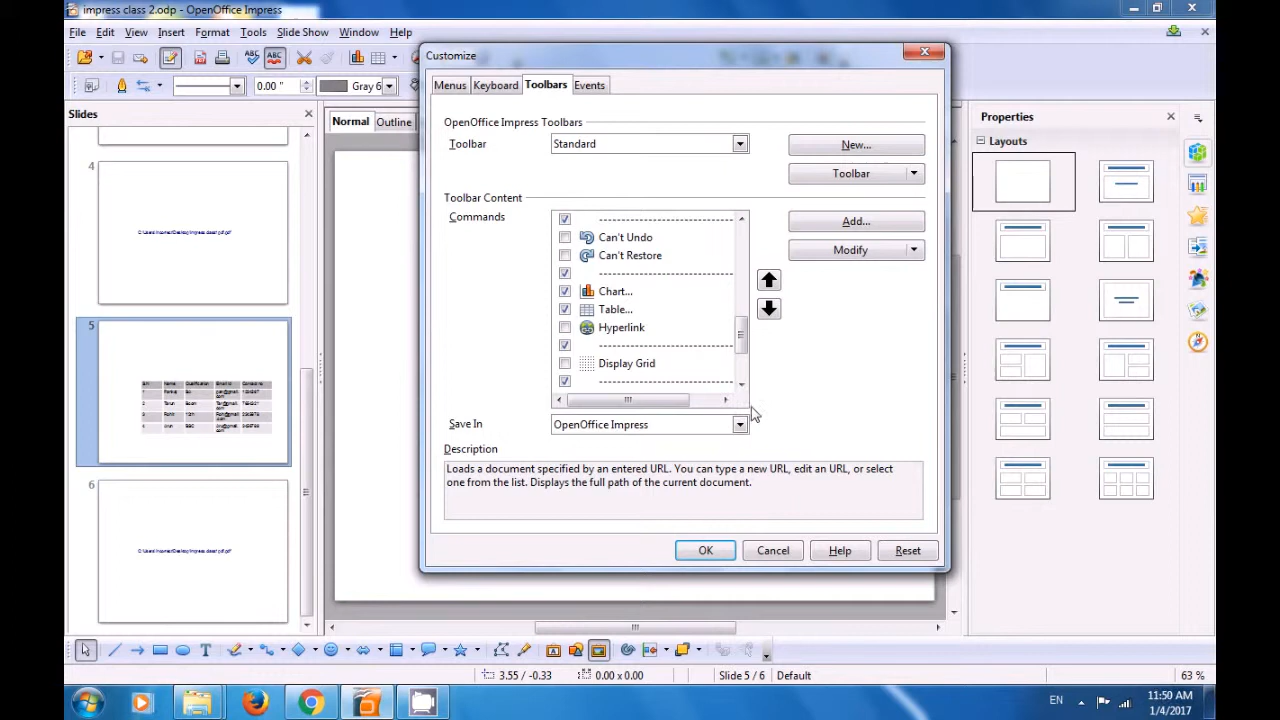 impress class 2.odp - OpenOffice Impress
File Edit View Insert Format Tools Slide Show Window Help
0.00 " Gray 6
Slides
4
5
6
Normal Outline
Customize
Menus Keyboard Toolbars Events
OpenOffice Impress Toolbars
Toolbar Standard New...
Toolbar
Toolbar Content
Commands Add...
Modify
Can't Undo
Can't Restore
Chart...
Table...
Hyperlink
Display Grid
Save In OpenOffice Impress
Description
Loads a document specified by an entered URL. You can type a new URL, edit an URL, or select
one from the list. Displays the full path of the current document.
OK Cancel Help Reset
Properties
Layouts
3.55 / -0.33 0.00 x 0.00 Slide 5 / 6 Default 63 %
EN 11:50 AM
1/4/2017